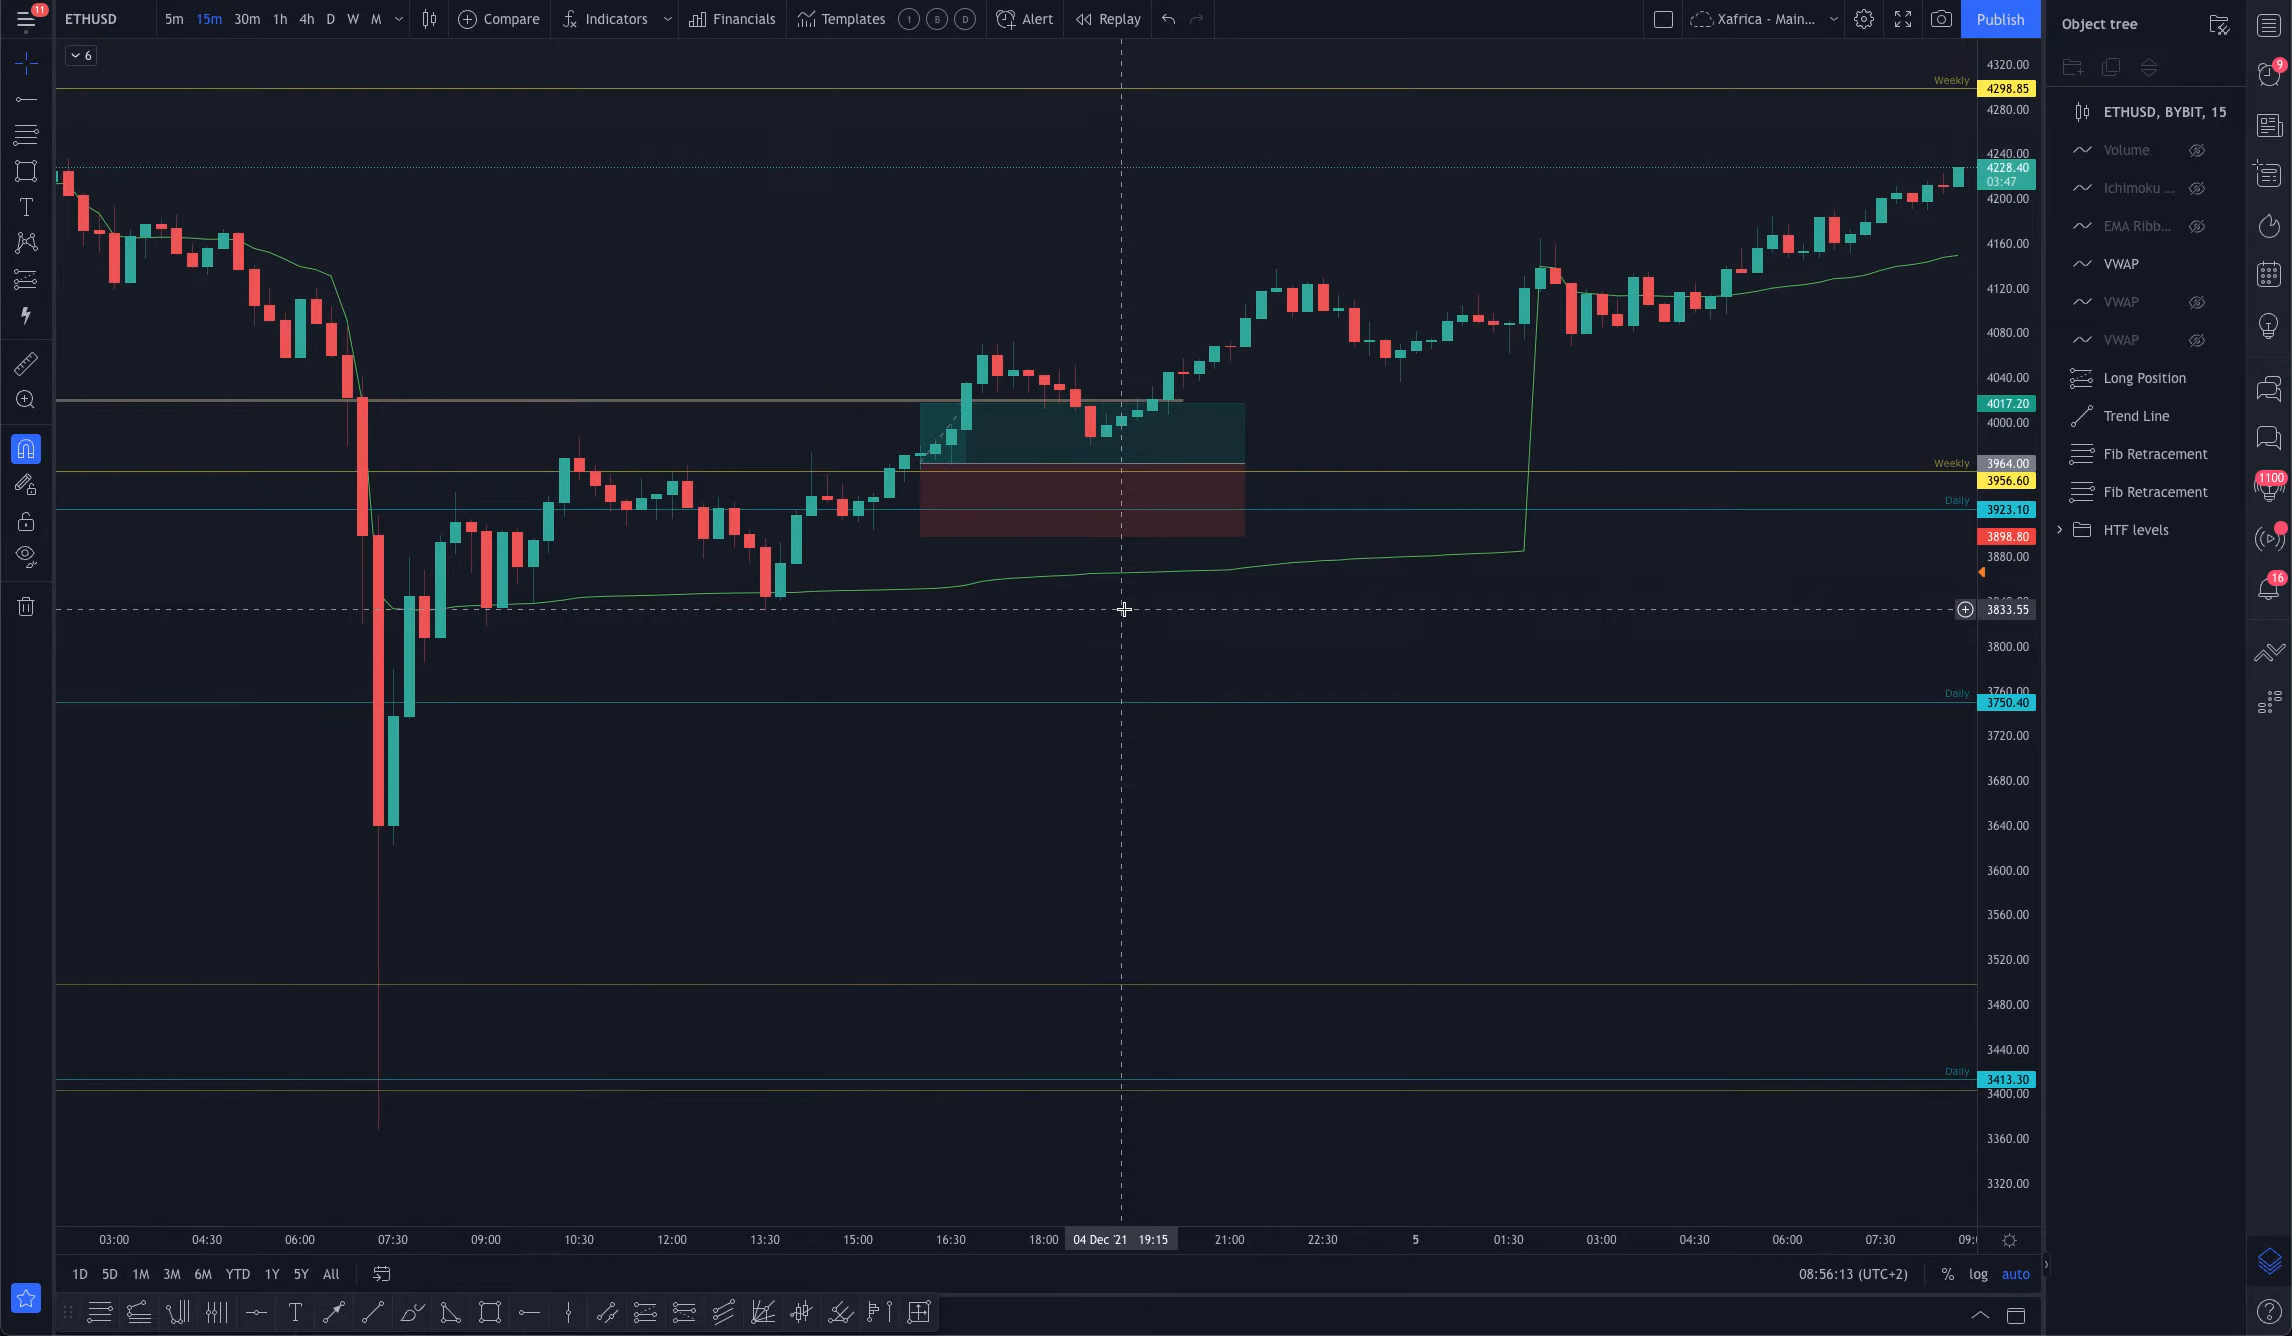 11 ETHUSD 5m 15m 30m 1h 4h D W M Compare Indicators Financials Templates 1 B D Alert Replay Xafrica - Main... Publish Object tree
6
4320.00
Weekly 4298.85
4280.00
4240.00
4228.40
03:47
4200.00
4160.00
4120.00
4080.00
4040.00
4017.20
4000.00
Weekly 3964.00
3956.60
Daily 3923.10
3898.80
3880.00
3833.55
3800.00
3760.00
Daily 3750.40
3720.00
3680.00
3640.00
3600.00
3560.00
3520.00
3480.00
3440.00
Daily 3413.30
3400.00
3360.00
3320.00
03:00 04:30 06:00 07:30 09:00 10:30 12:00 13:30 15:00 16:30 18:00 04 Dec '21 19:15 21:00 22:30 5 01:30 03:00 04:30 06:00 07:30
1D 5D 1M 3M 6M YTD 1Y 5Y All 08:56:13 (UTC+2) % log auto
T
T
ETHUSD, BYBIT, 15
Volume
Ichimoku ...
EMA Ribb...
VWAP
VWAP
VWAP
Long Position
Trend Line
Fib Retracement
Fib Retracement
HTF levels
9
1100
16